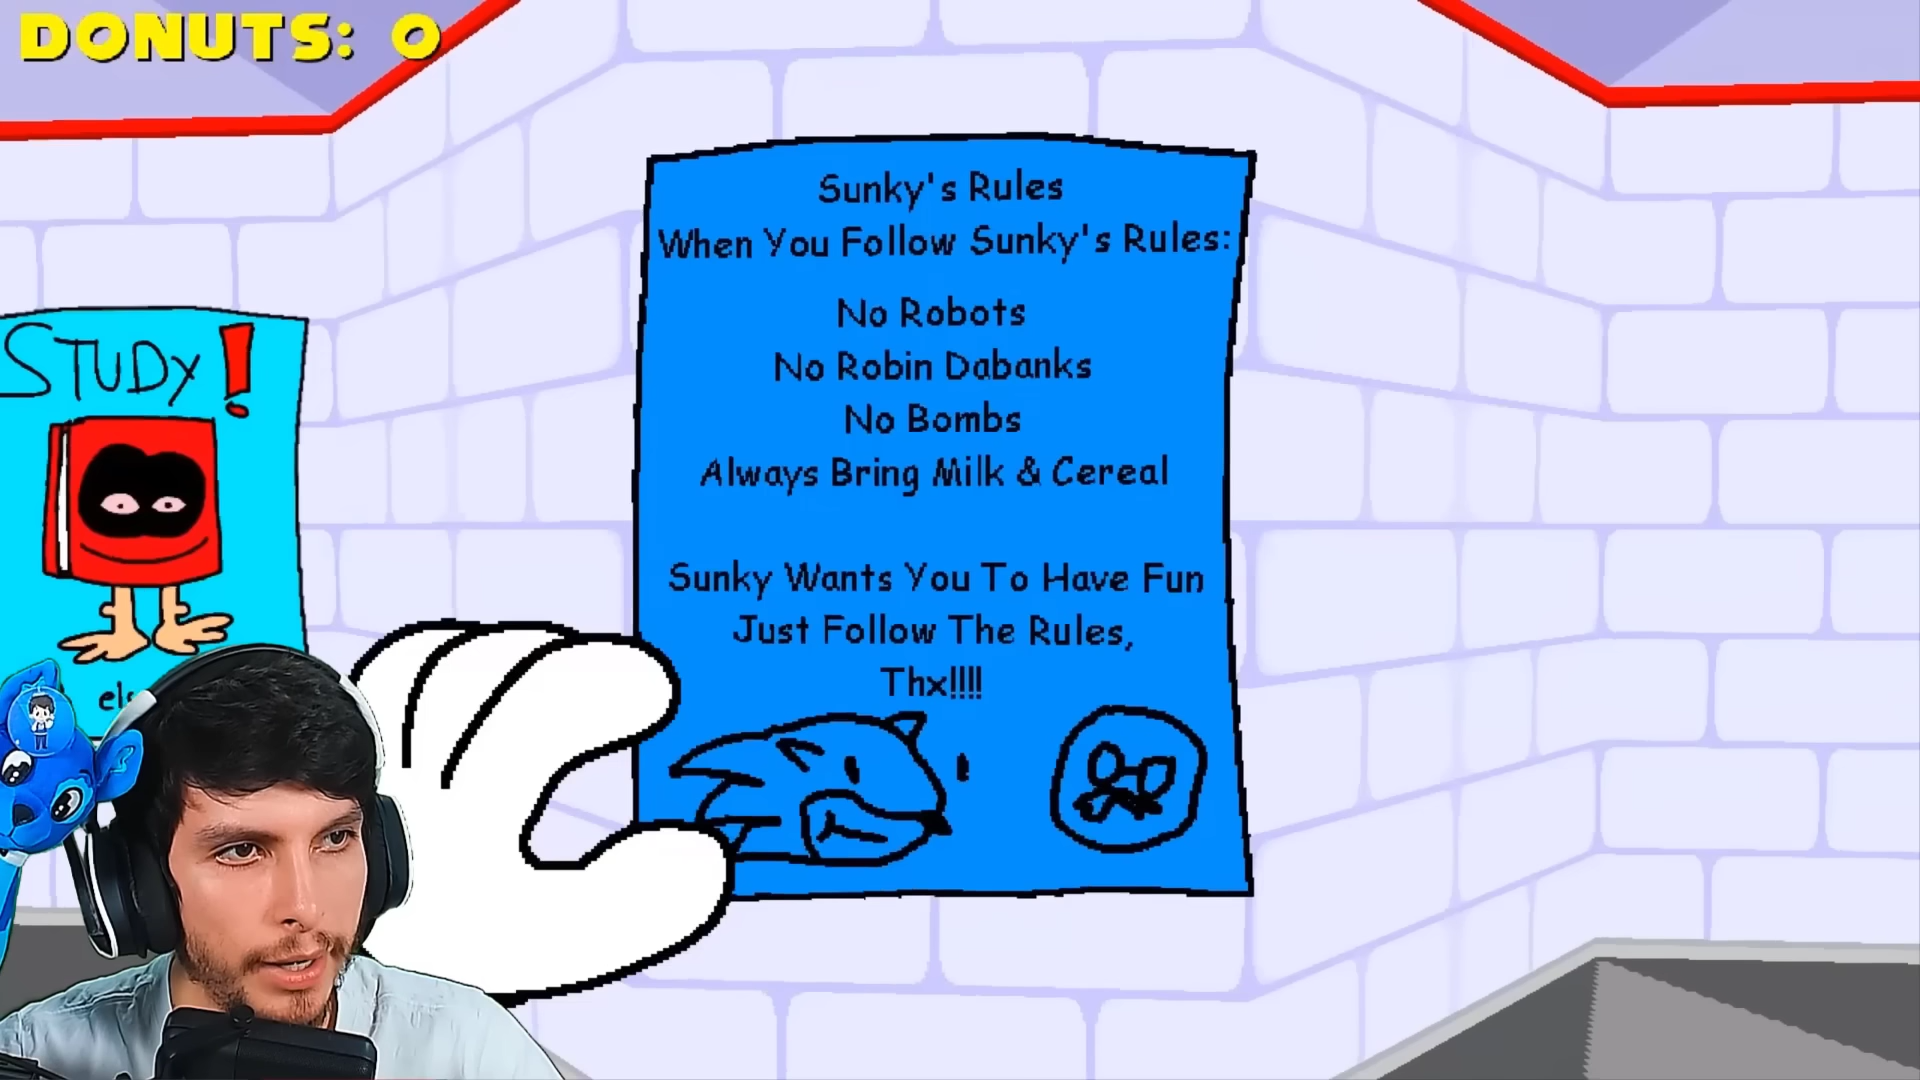 DONUTS: 0
Sunky's Rules
When You Follow Sunky's Rules:
No Robots
No Robin Dabanks
No Bombs
Always Bring Milk & Cereal
Sunky Wants You To Have Fun
Just Follow The Rules,
Thx!!!!
STUDY!